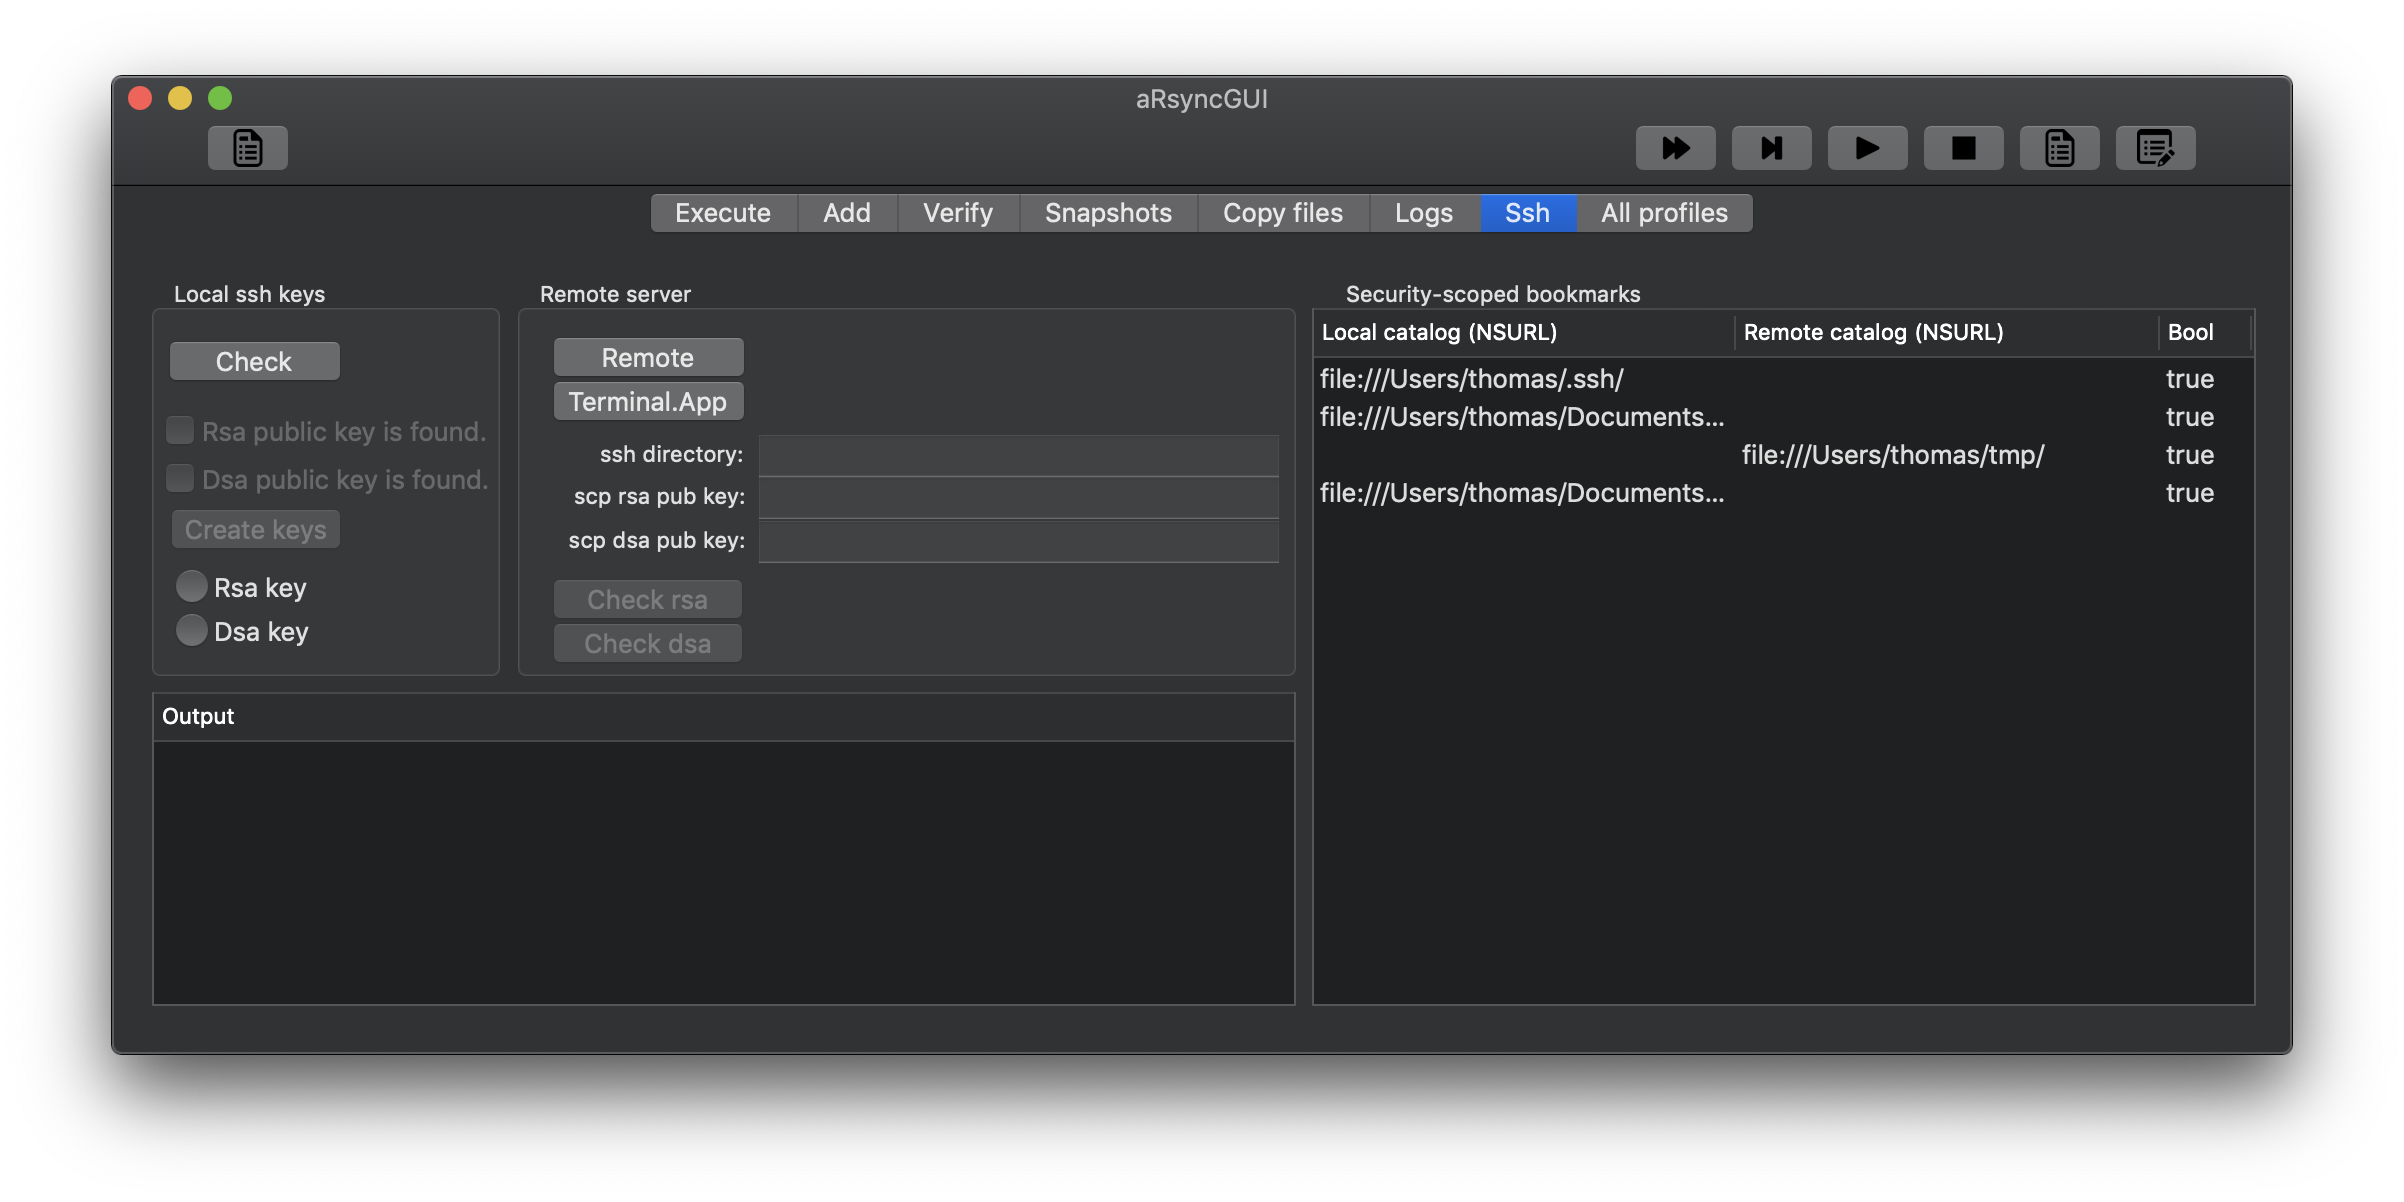 aRsyncGUI
Execute Add Verify Snapshots Copy files Logs Ssh All profiles
Local ssh keys
Check
Rsa public key is found.
Dsa public key is found.
Create keys
Rsa key
Dsa key
Remote server
Remote
Terminal.App
ssh directory:
scp rsa pub key:
scp dsa pub key:
Check rsa
Check dsa
Output
Security-scoped bookmarks
Local catalog (NSURL) Remote catalog (NSURL) Bool
file:///Users/thomas/.ssh/ true
file:///Users/thomas/Documents... true
file:///Users/thomas/tmp/ true
file:///Users/thomas/Documents... true